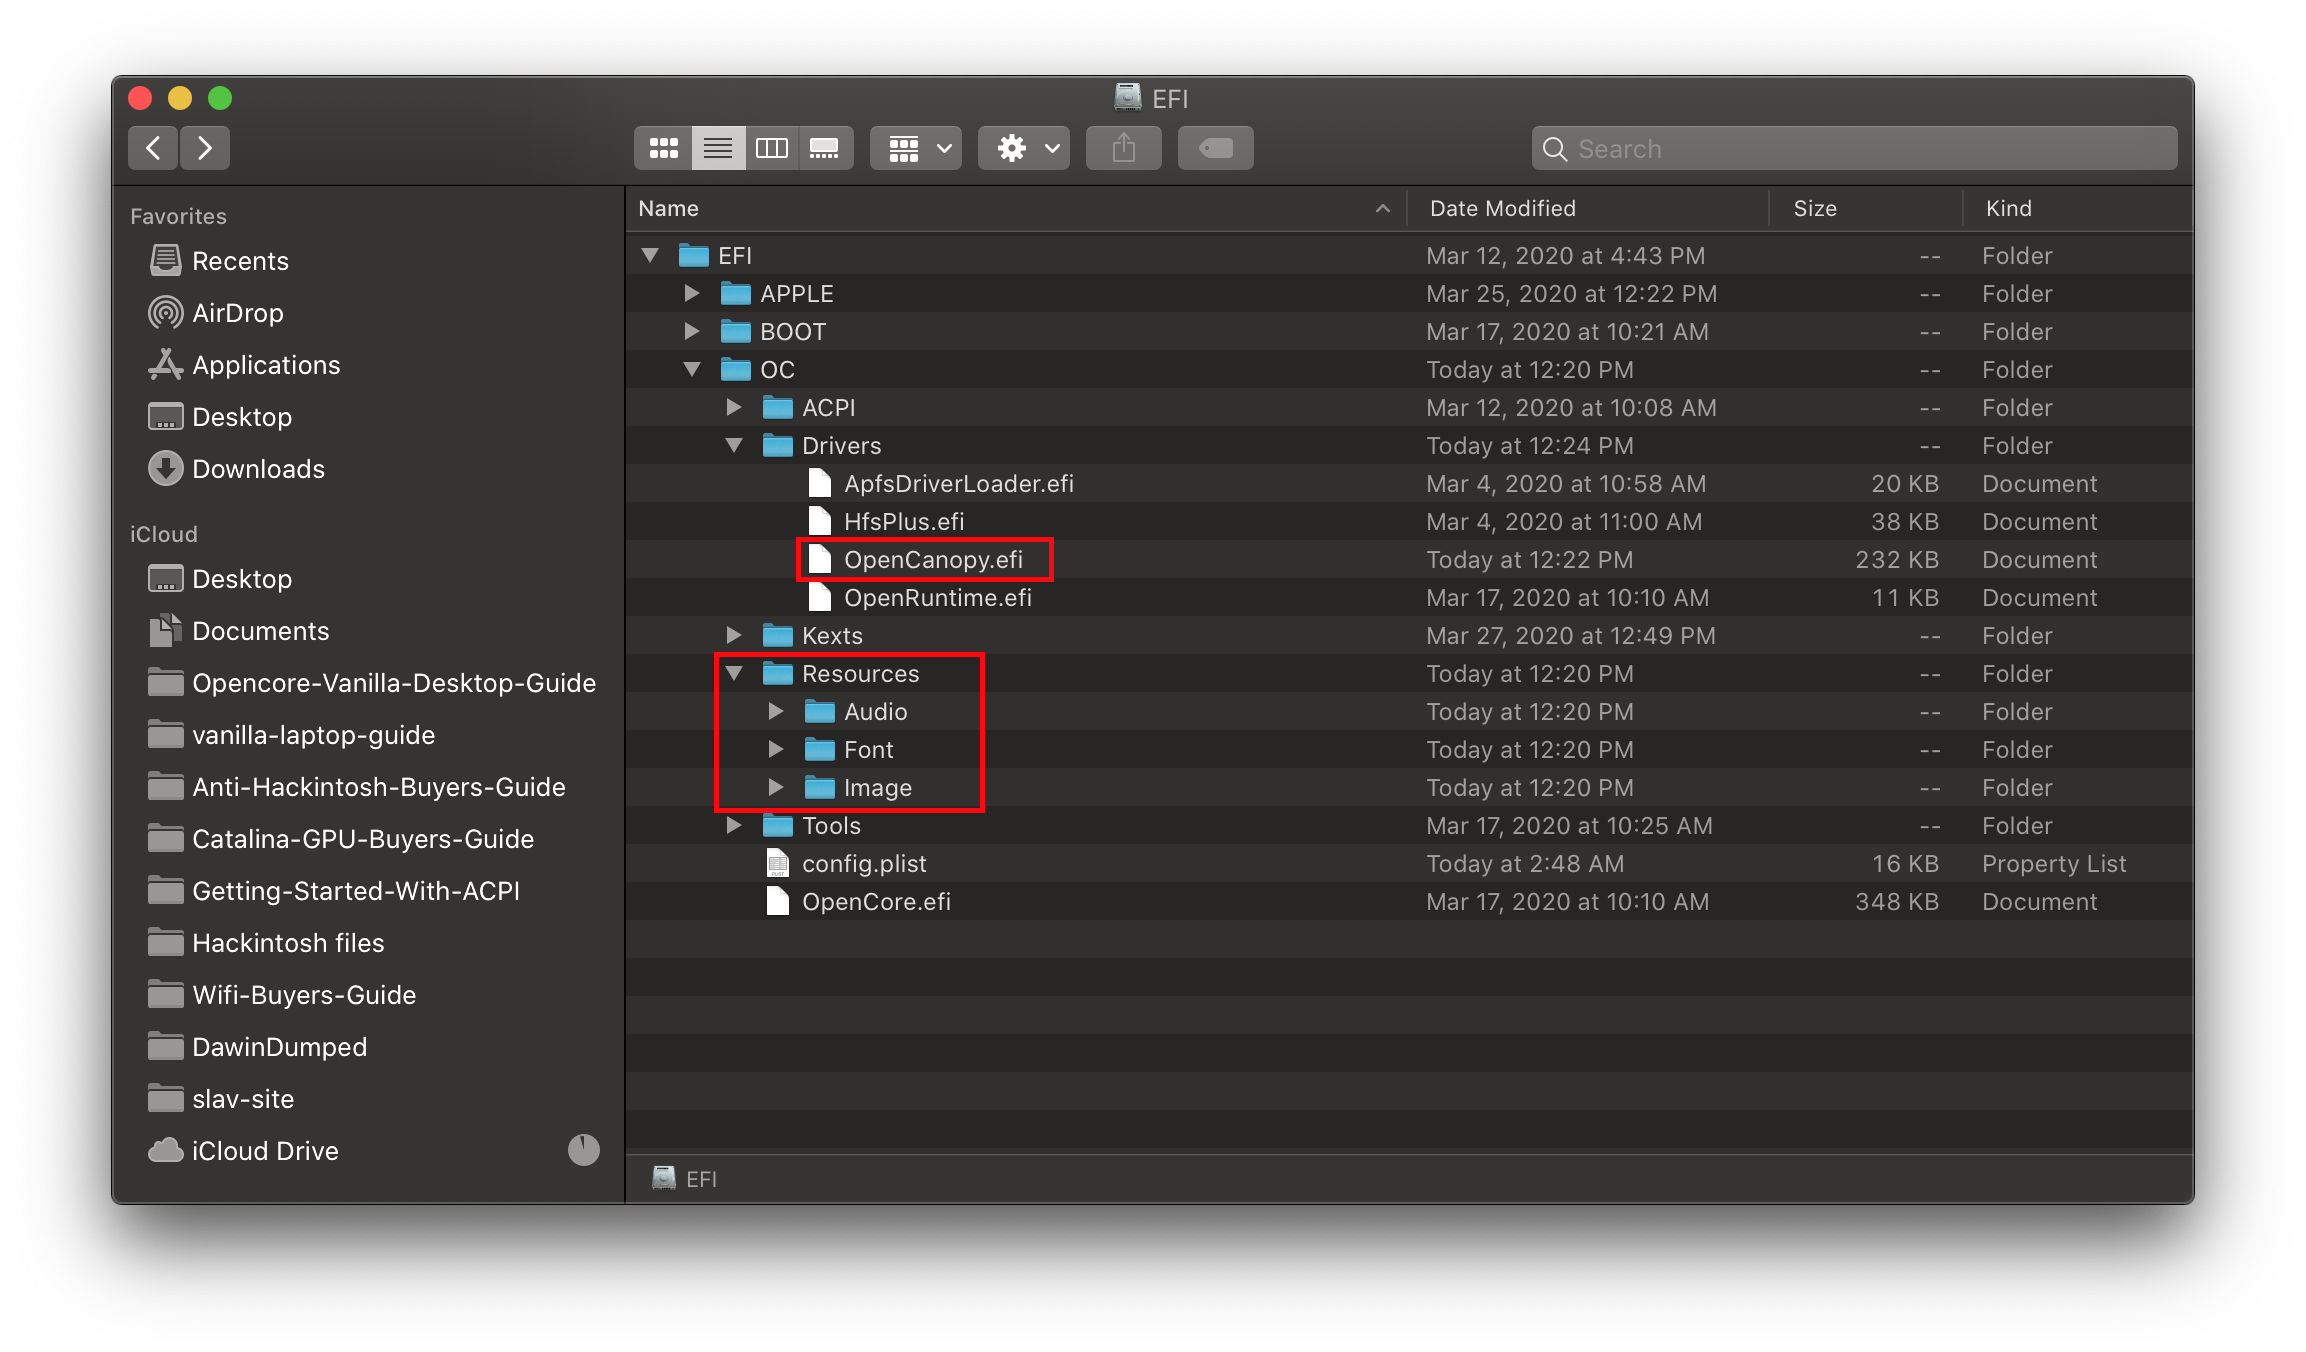 EFI
Search
Favorites
Recents
AirDrop
Applications
Desktop
Downloads
iCloud
Desktop
Documents
Opencore-Vanilla-Desktop-Guide
vanilla-laptop-guide
Anti-Hackintosh-Buyers-Guide
Catalina-GPU-Buyers-Guide
Getting-Started-With-ACPI
Hackintosh files
Wifi-Buyers-Guide
DawinDumped
slav-site
iCloud Drive
Name Date Modified Size Kind
EFI Mar 12, 2020 at 4:43 PM -- Folder
APPLE Mar 25, 2020 at 12:22 PM -- Folder
BOOT Mar 17, 2020 at 10:21 AM -- Folder
OC Today at 12:20 PM -- Folder
ACPI Mar 12, 2020 at 10:08 AM -- Folder
Drivers Today at 12:24 PM -- Folder
ApfsDriverLoader.efi Mar 4, 2020 at 10:58 AM 20 KB Document
HfsPlus.efi Mar 4, 2020 at 11:00 AM 38 KB Document
OpenCanopy.efi Today at 12:22 PM 232 KB Document
OpenRuntime.efi Mar 17, 2020 at 10:10 AM 11 KB Document
Kexts Mar 27, 2020 at 12:49 PM -- Folder
Resources Today at 12:20 PM -- Folder
Audio Today at 12:20 PM -- Folder
Font Today at 12:20 PM -- Folder
Image Today at 12:20 PM -- Folder
Tools Mar 17, 2020 at 10:25 AM -- Folder
config.plist Today at 2:48 AM 16 KB Property List
OpenCore.efi Mar 17, 2020 at 10:10 AM 348 KB Document
EFI